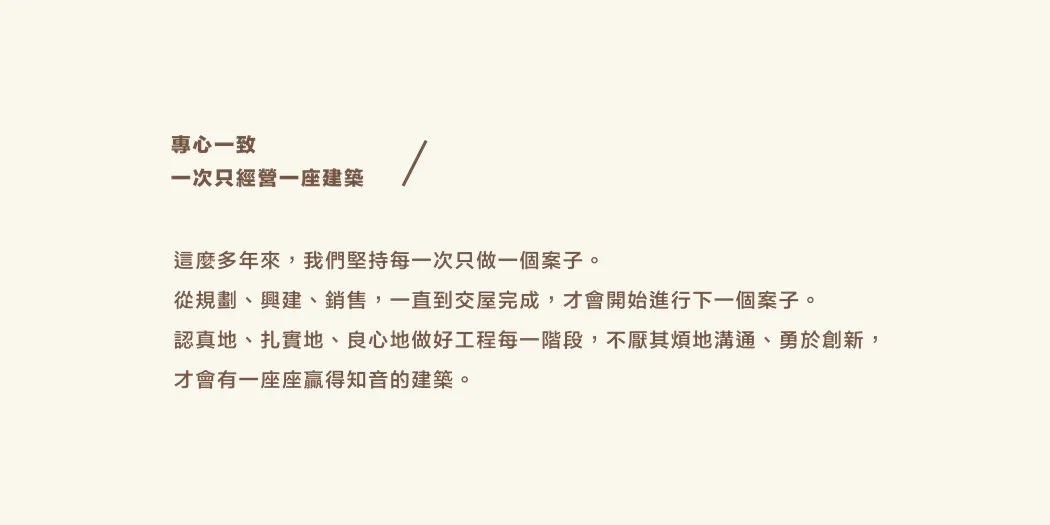 專心一致
一次只經營一座建築
這麼多年來，我們堅持每一次只做一個案子。
從規劃、興建、銷售，一直到交屋完成，才會開始進行下一個案子。
認真地、扎實地、良心地做好工程每一階段，不厭其煩地溝通、勇於創新，
才會有一座座贏得知音的建築。